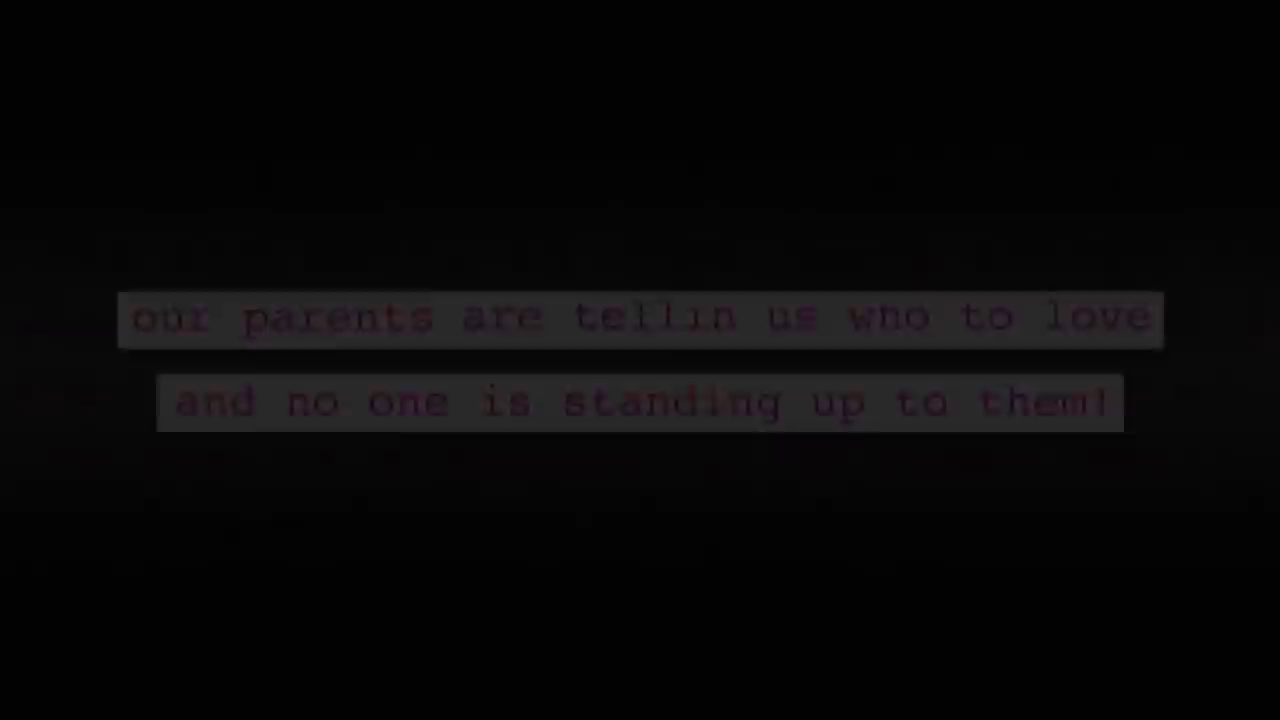 our parents are tellin us who to love
and no one is standing up to them!